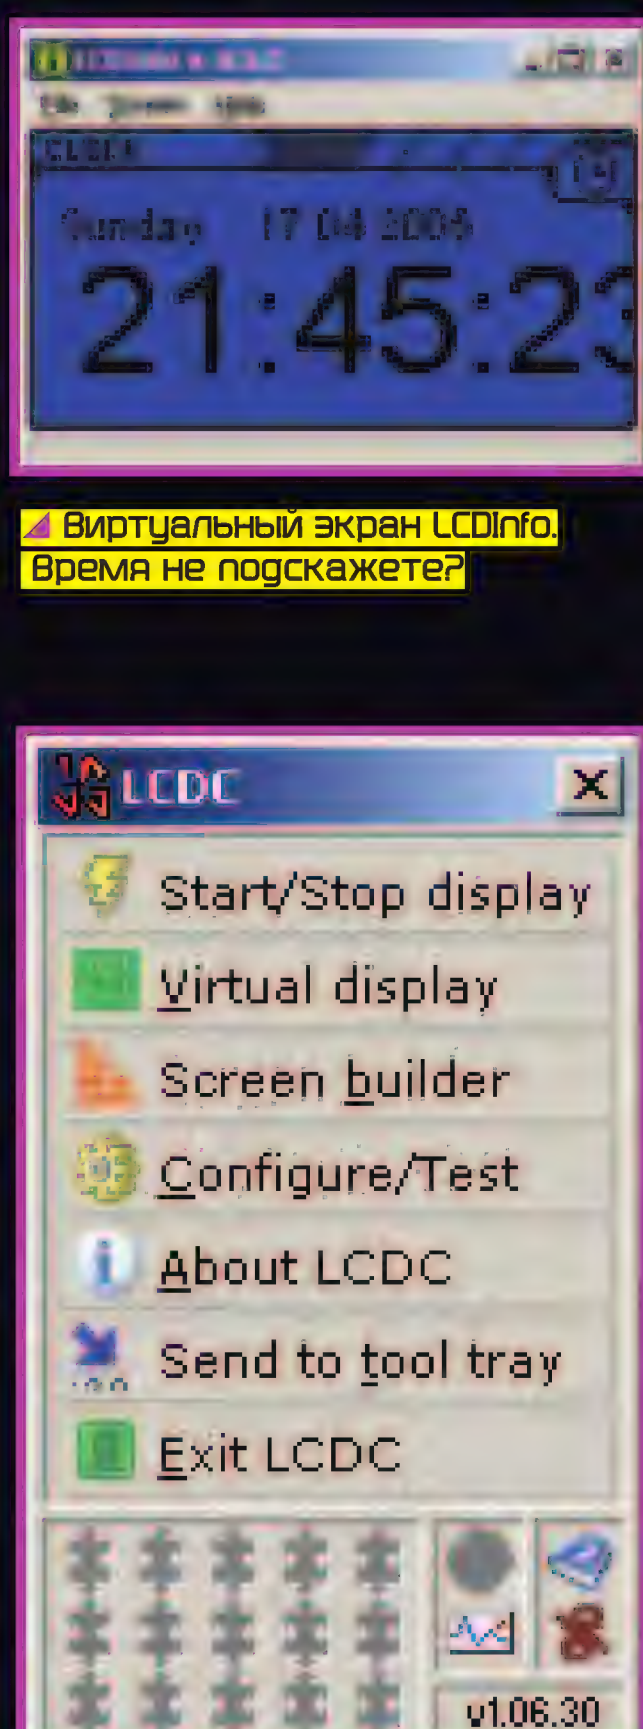 Sunday 17 04 2005
21:45:23
Виртуальный экран LCDInfo.
Время не подскажете?
LCDC
Start/Stop display
Virtual display
Screen builder
Configure/Test
About LCDC
Send to tool tray
Exit LCDC
v1.06.30